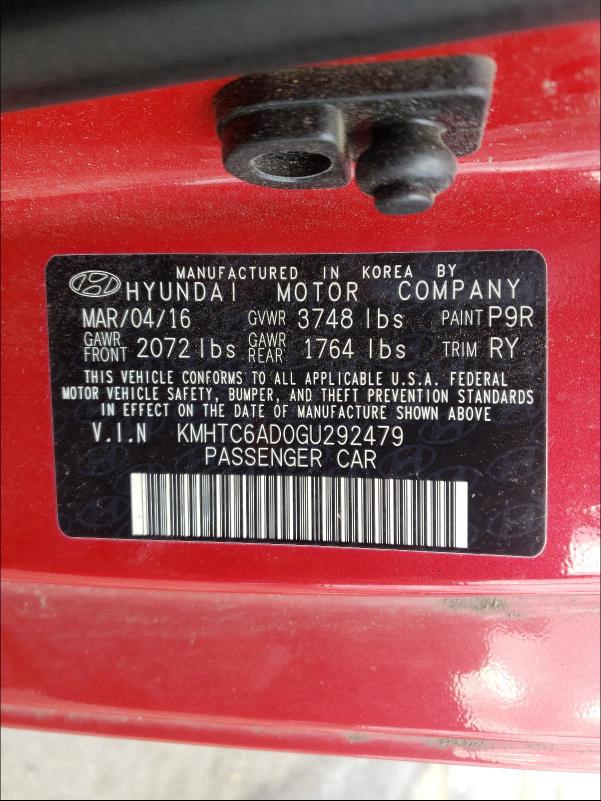 MANUFACTURED IN KOREA BY
HYUNDAI MOTOR COMPANY
MAR/04/16 GVWR 3748 lbs PAINT P9R
GAWR FRONT 2072 lbs GAWR REAR 1764 lbs TRIM RY
THIS VEHICLE CONFORMS TO ALL APPLICABLE U.S.A. FEDERAL
MOTOR VEHICLE SAFETY, BUMPER, AND THEFT PREVENTION STANDARDS
IN EFFECT ON THE DATE OF MANUFACTURE SHOWN ABOVE
V.I.N KMHTC6AD0GU292479
PASSENGER CAR